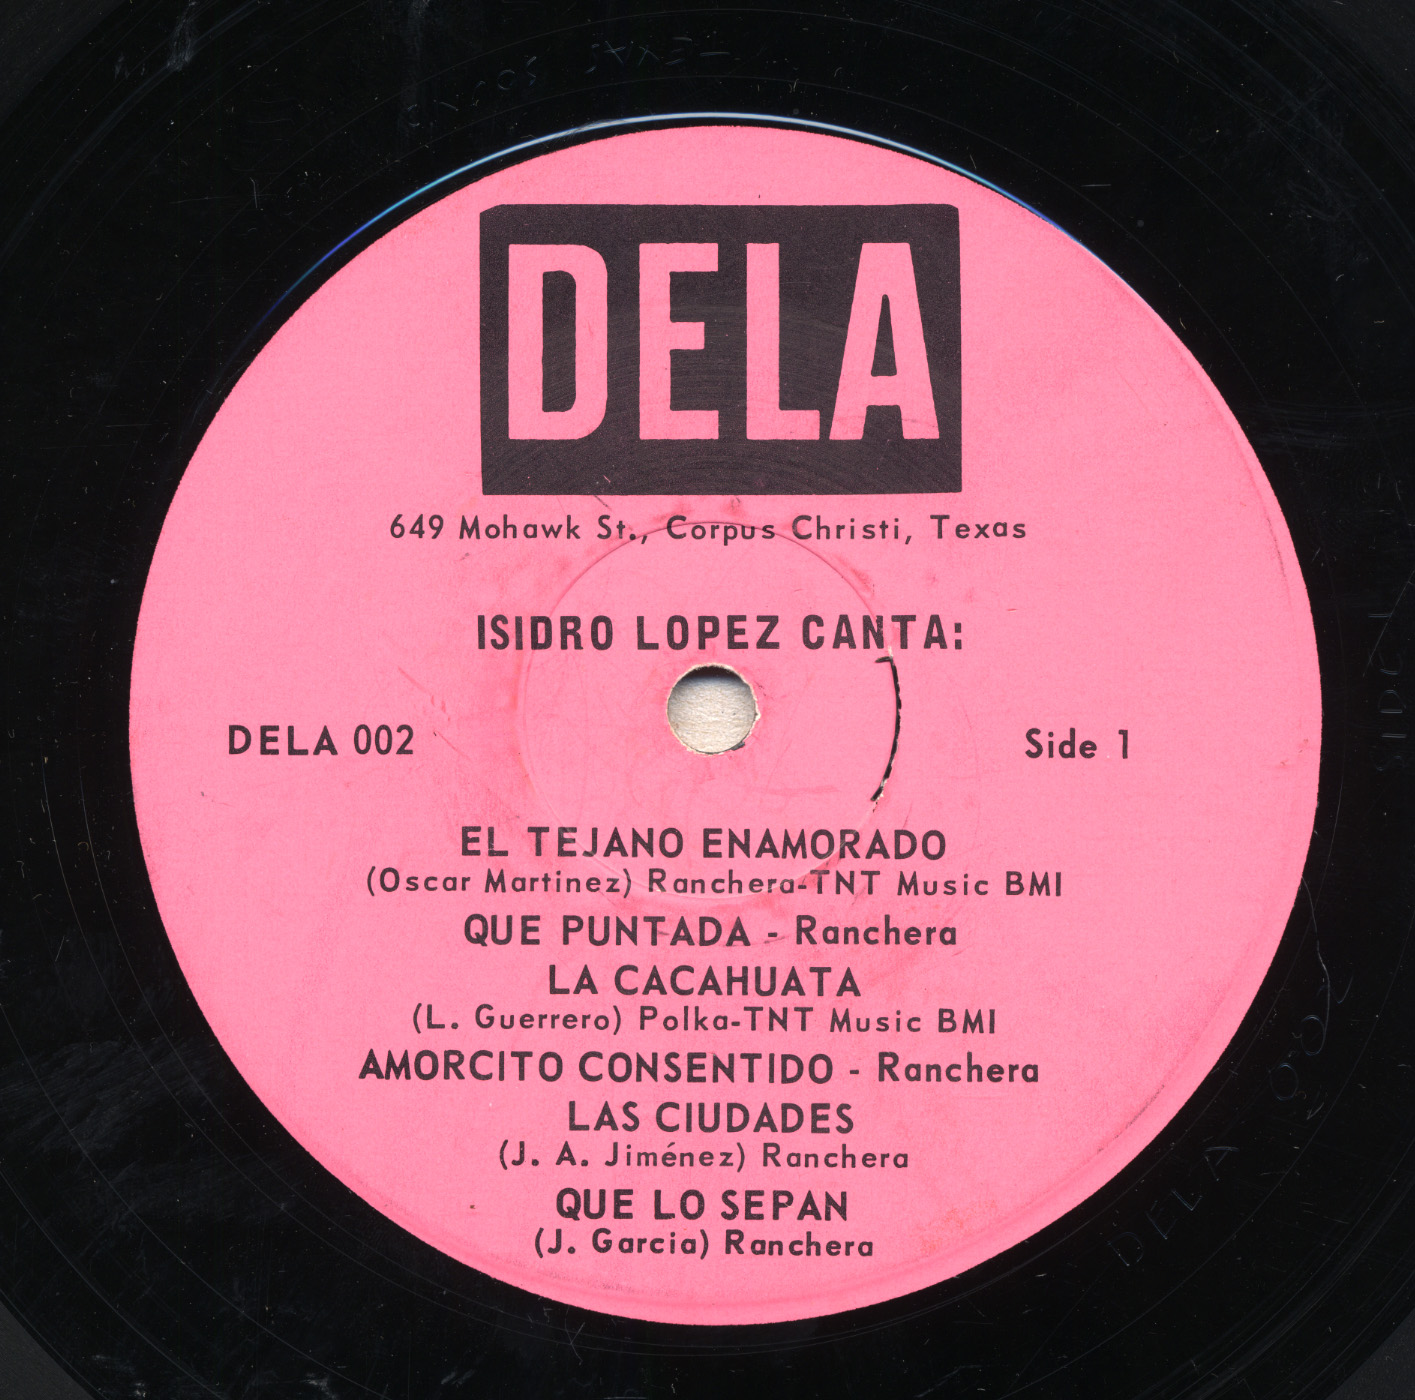 DELA
649 Mohawk St., Corpus Christi, Texas
ISIDRO LOPEZ CANTA:
DELA 002
Side 1
EL TEJANO ENAMORADO
(Oscar Martinez) Ranchera-TNT Music BMI
QUE PUNTADA - Ranchera
LA CACAHUATA
(L. Guerrero) Polka-TNT Music BMI
AMORCITO CONSENTIDO - Ranchera
LAS CIUDADES
(J. A. Jiménez) Ranchera
QUE LO SEPAN
(J. Garcia) Ranchera
DELA